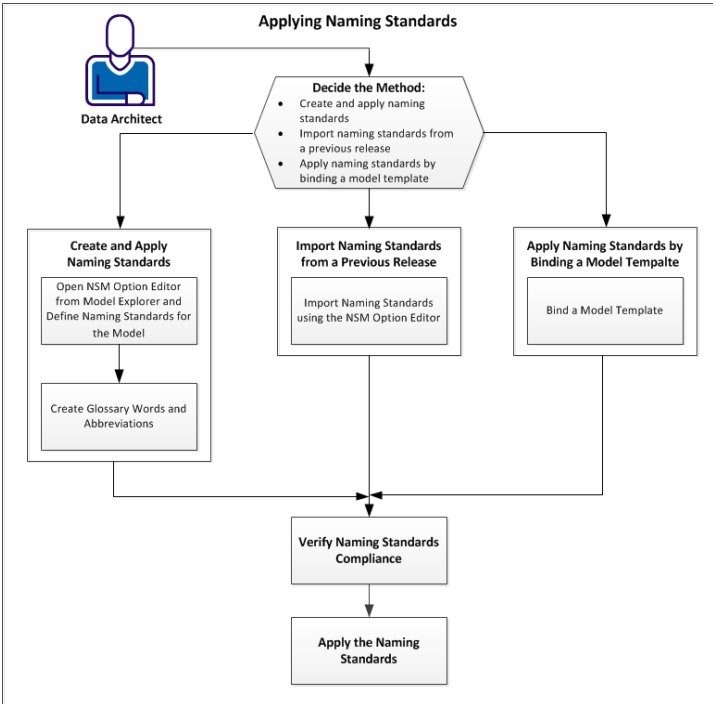 Applying Naming Standards
Data Architect
Decide the Method:
• Create and apply naming
standards
• Import naming standards from
a previous release
• Apply naming standards by
binding a model template
Create and Apply
Naming Standards
Open NSM Option Editor
from Model Explorer and
Define Naming Standards for
the Model
Create Glossary Words and
Abbreviations
Import Naming Standards
from a Previous Release
Import Naming Standards
using the NSM Option Editor
Apply Naming Standards by
Binding a Model Tempalte
Bind a Model Template
Verify Naming Standards
Compliance
Apply the Naming
Standards